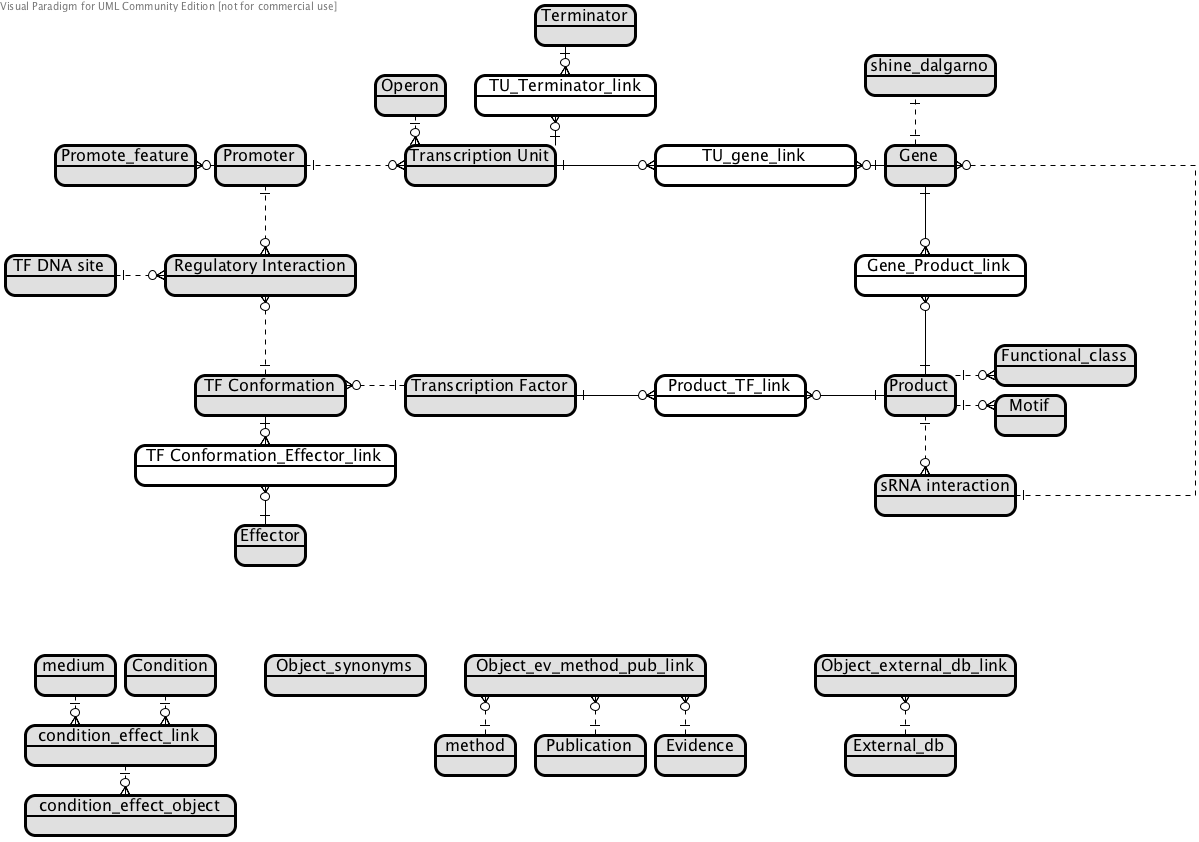 Visual Paradigm for UML Community Edition [not for commercial use]
Terminator
shine_dalgarno
Operon
TU_Terminator_link
Promote_feature
Promoter
Transcription Unit
TU_gene_link
Gene
TF DNA site
Regulatory Interaction
Gene_Product_link
Functional_class
TF Conformation
Transcription Factor
Product_TF_link
Product
Motif
TF Conformation_Effector_link
sRNA interaction
Effector
medium
Condition
Object_synonyms
Object_ev_method_pub_link
Object_external_db_link
condition_effect_link
method
Publication
Evidence
External_db
condition_effect_object